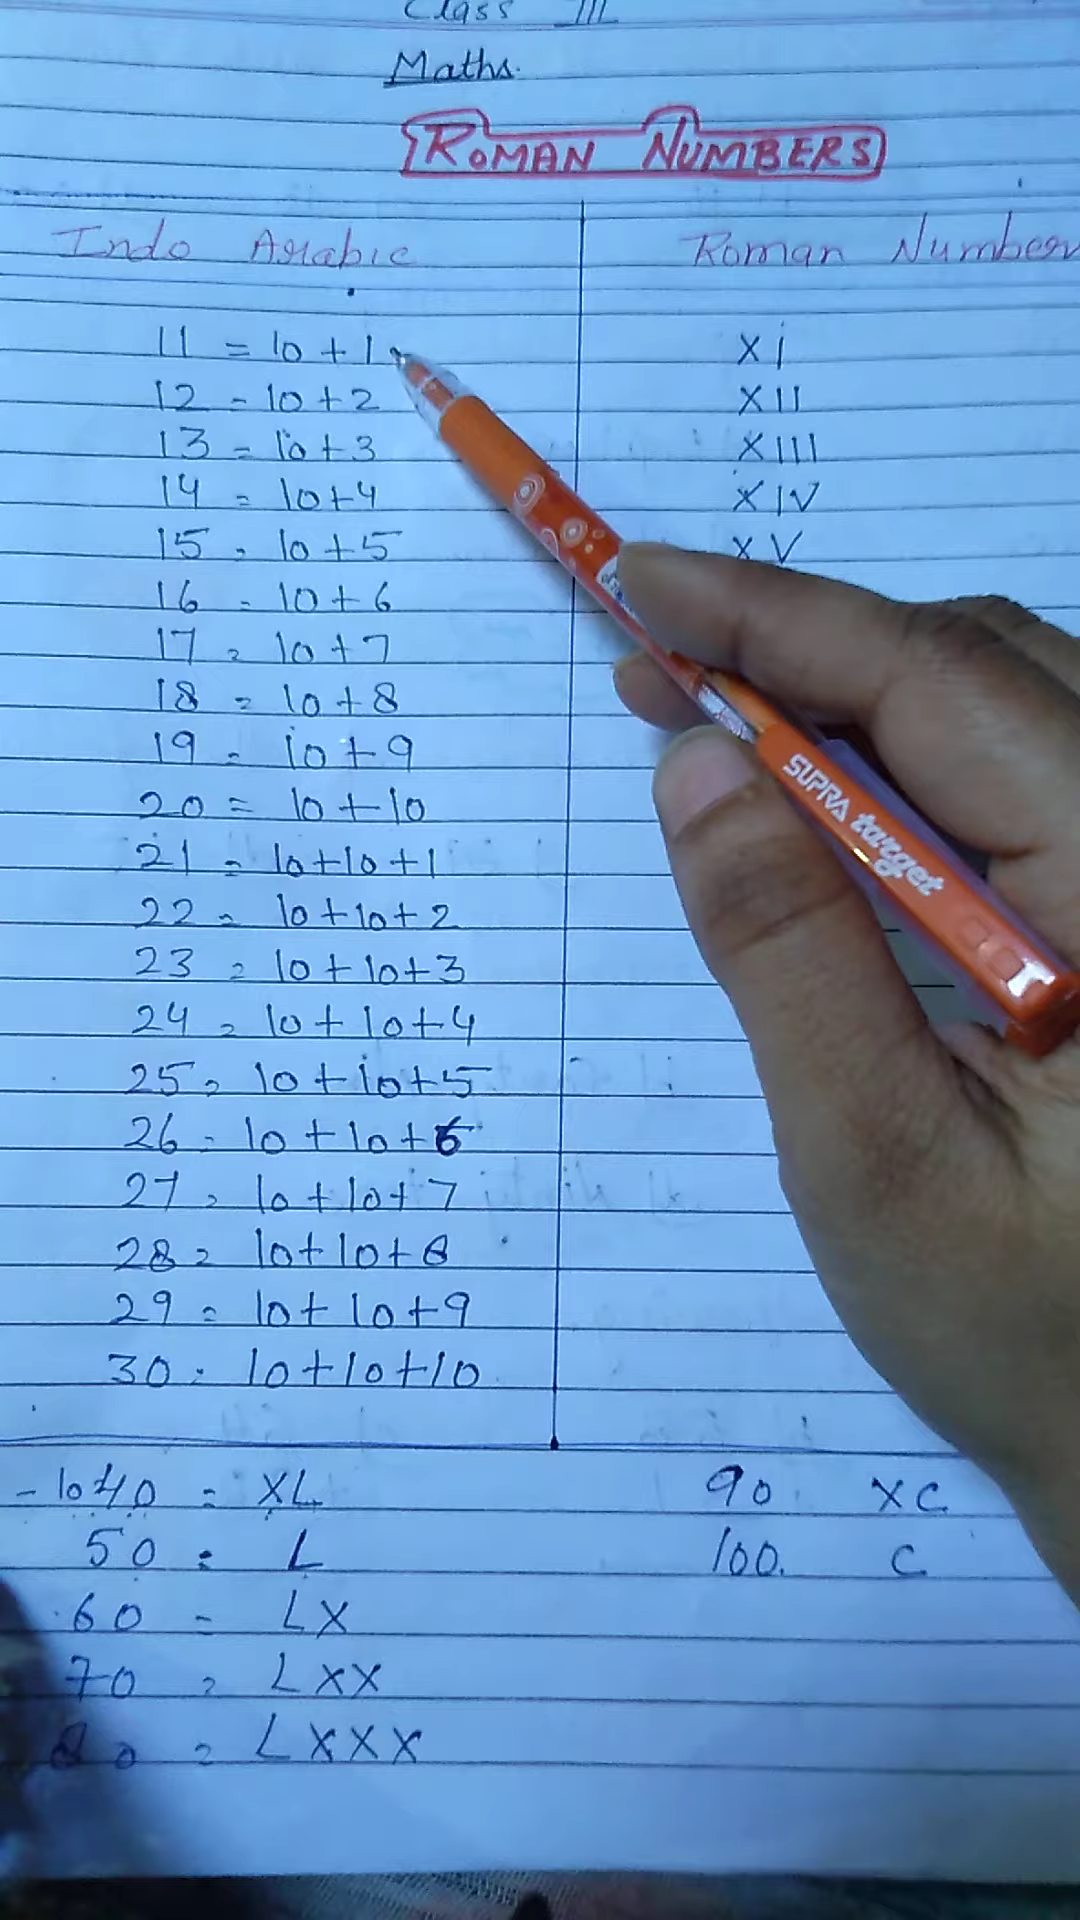 Class III
Maths.
ROMAN NUMBERS
Indo Arabic Roman Number
11 = 10 + 1 XI
12 - 10 + 2 XII
13 = 10 + 3 XIII
14 = 10+4 XIV
15 = 10+5 XV
16 = 10 + 6
17 = 10 + 7
18 = 10 + 8
19 = 10 + 9
20 = 10 + 10
21 = 10+10+1
22 = 10+10+2
23 = 10+10+3
24 = 10+10+4
25 = 10+10+5
26 = 10+10+6
27 = 10+10+7
28 = 10+10+8
29 = 10+10+9
30 = 10+10+10
-10 40 = XL 90 XC
50 = L 100. C
60 = LX
70 = LXX
80 = LXXX
SUPRA target